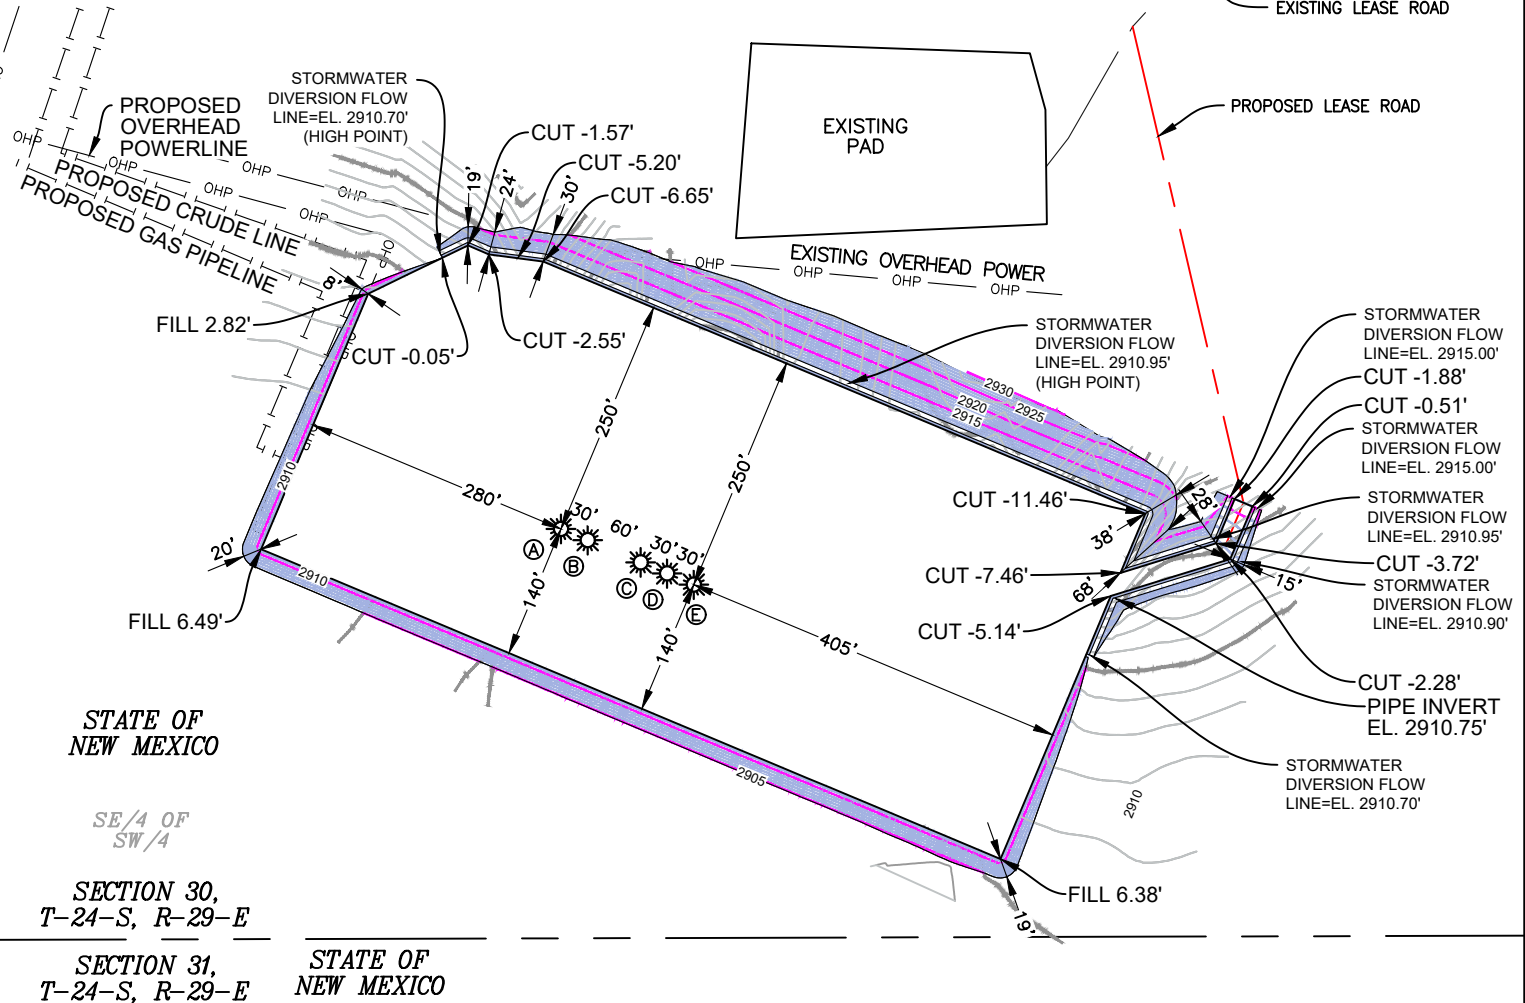 EXISTING LEASE ROAD
STORMWATER
DIVERSION FLOW
LINE=EL. 2910.70'
(HIGH POINT)
PROPOSED
OVERHEAD
POWERLINE
CUT -1.57'
CUT -5.20'
CUT -6.65'
EXISTING
PAD
PROPOSED LEASE ROAD
OHP
OHP
OHP
OHP
OHP
OHP
PROPOSED CRUDE LINE
PROPOSED GAS PIPELINE
19'
24'
30'
EXISTING OVERHEAD POWER
OHP
OHP
OHP
OHP
8'
FILL 2.82'
CUT -0.05'
CUT -2.55'
STORMWATER
DIVERSION FLOW
LINE=EL. 2910.95'
(HIGH POINT)
STORMWATER
DIVERSION FLOW
LINE=EL. 2915.00'
CUT -1.88'
CUT -0.51'
STORMWATER
DIVERSION FLOW
LINE=EL. 2915.00'
2930
2925
2920
2915
250'
250'
280'
2910
30'
60'
30'
30'
A
B
C
D
E
140'
140'
405'
CUT -11.46'
28'
38'
STORMWATER
DIVERSION FLOW
LINE=EL. 2910.95'
CUT -3.72'
CUT -7.46'
68'
15'
STORMWATER
DIVERSION FLOW
LINE=EL. 2910.90'
CUT -5.14'
20'
2910
FILL 6.49'
CUT -2.28'
PIPE INVERT
EL. 2910.75'
STORMWATER
DIVERSION FLOW
LINE=EL. 2910.70'
2905
2910
FILL 6.38'
19'
STATE OF
NEW MEXICO
SE/4 OF
SW/4
SECTION 30,
T-24-S, R-29-E
SECTION 31,
T-24-S, R-29-E
STATE OF
NEW MEXICO